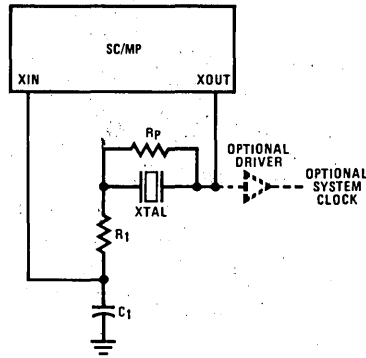 SC/MP
XIN
XOUT
RP
OPTIONAL
DRIVER
OPTIONAL
SYSTEM
CLOCK
XTAL
R1
C1